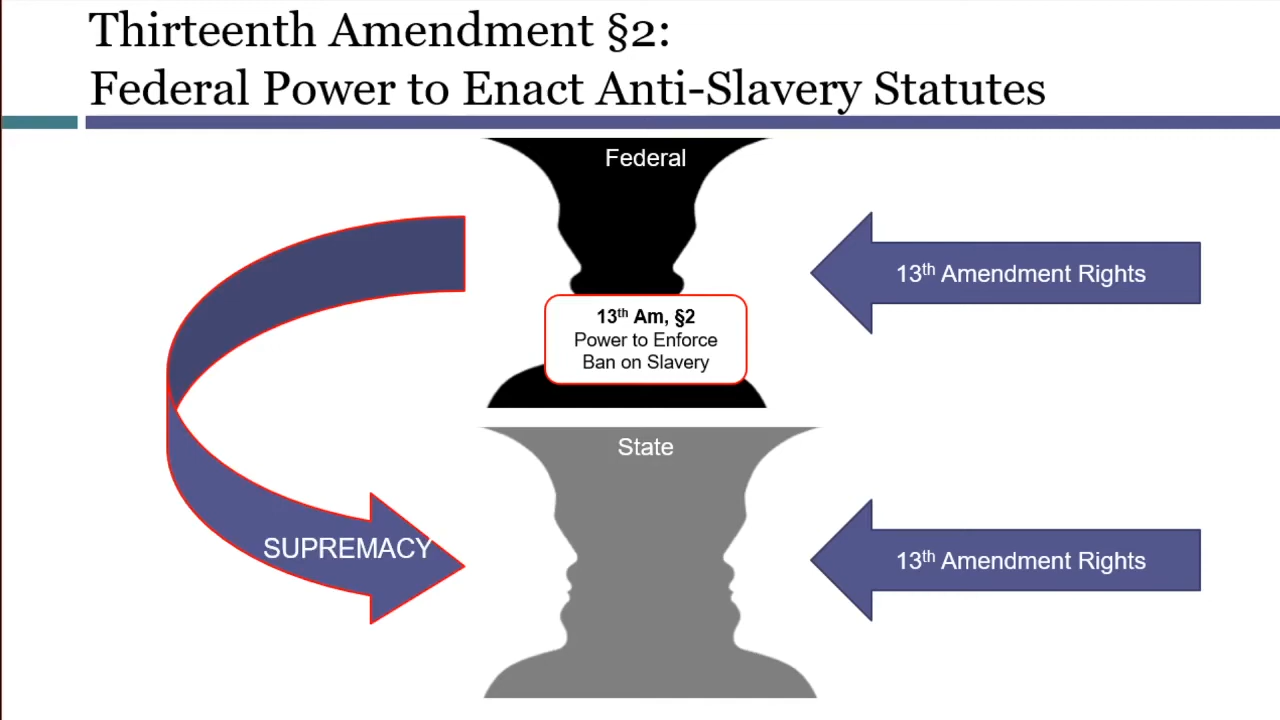 Thirteenth Amendment §2:
Federal Power to Enact Anti-Slavery Statutes
Federal
13th Amendment Rights
13th Am, §2
Power to Enforce
Ban on Slavery
State
SUPREMACY
13th Amendment Rights